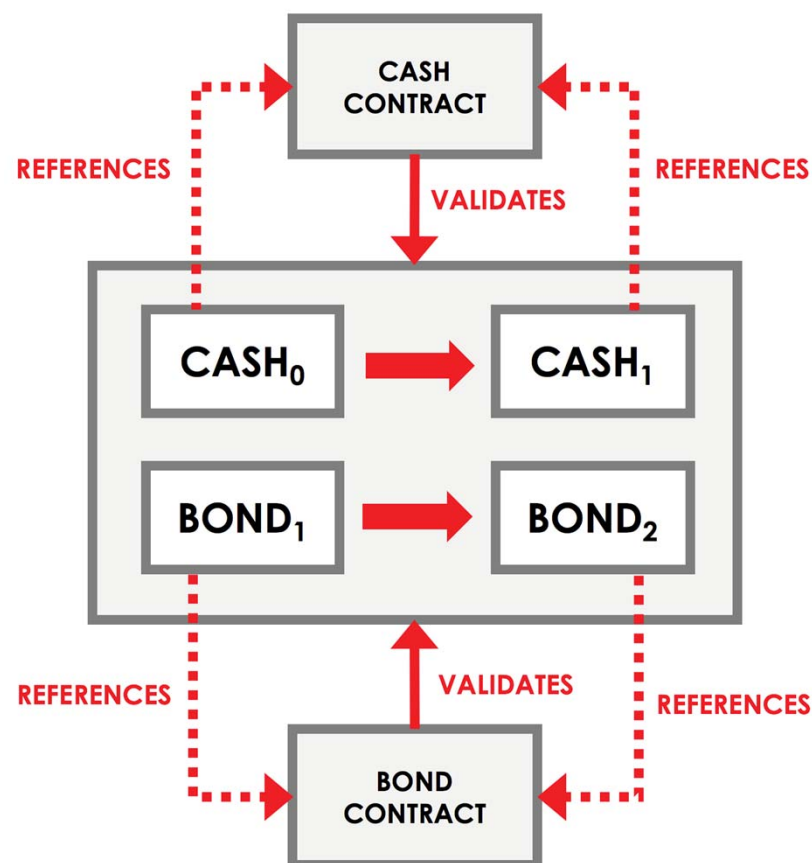 CASH
CONTRACT
REFERENCES
REFERENCES
VALIDATES
CASH₀
CASH₁
BOND₁
BOND₂
REFERENCES
VALIDATES
REFERENCES
BOND
CONTRACT